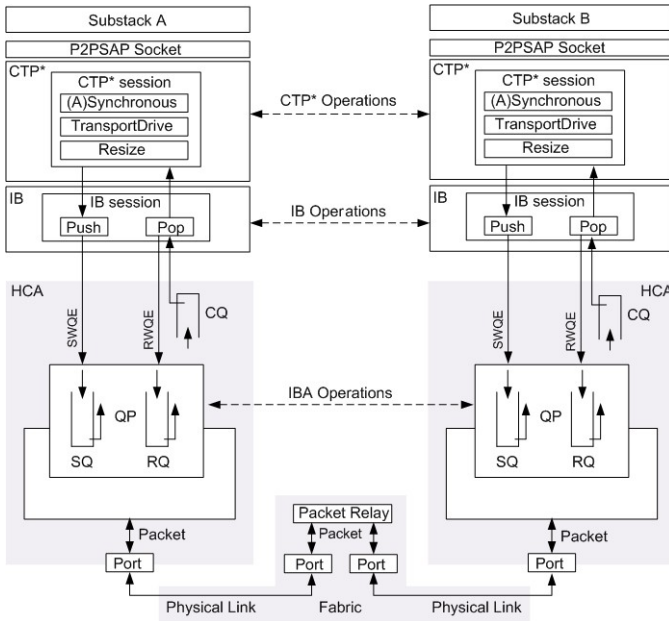 Substack A
Substack B
P2PSAP Socket
P2PSAP Socket
CTP*
CTP* session
(A)Synchronous
TransportDrive
Resize
CTP* Operations
CTP*
CTP* session
(A)Synchronous
TransportDrive
Resize
IB
IB session
Push
Pop
IB Operations
IB
IB session
Push
Pop
HCA
SWQE
RWQE
CQ
HCA
SWQE
RWQE
CQ
IBA Operations
QP
SQ
RQ
QP
SQ
RQ
Packet
Port
Packet Relay
Packet
Port
Port
Packet
Port
Physical Link
Fabric
Physical Link